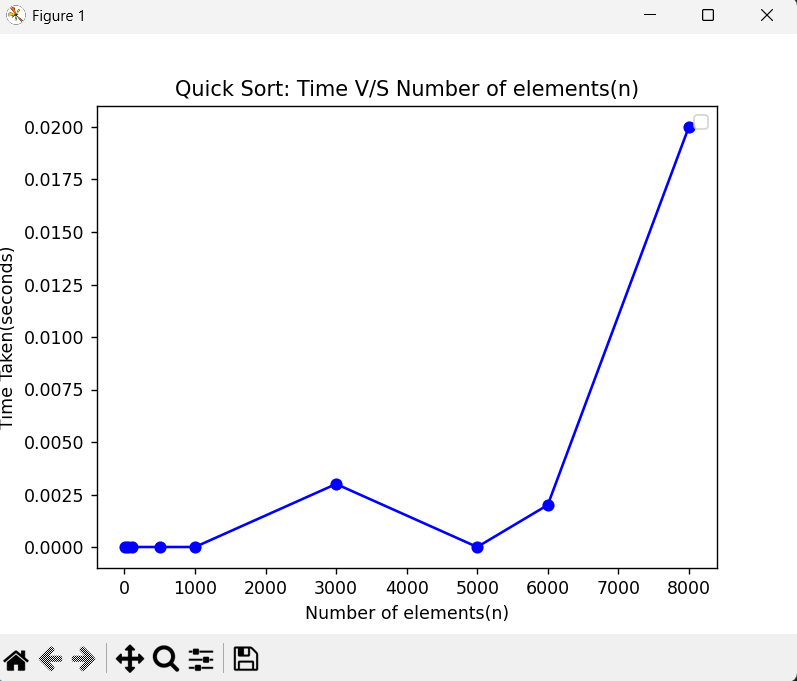 Figure 1
Quick Sort: Time V/S Number of elements(n)
0.0200
0.0175
0.0150
0.0125
0.0100
0.0075
0.0050
0.0025
0.0000
Time Taken(seconds)
0 1000 2000 3000 4000 5000 6000 7000 8000
Number of elements(n)